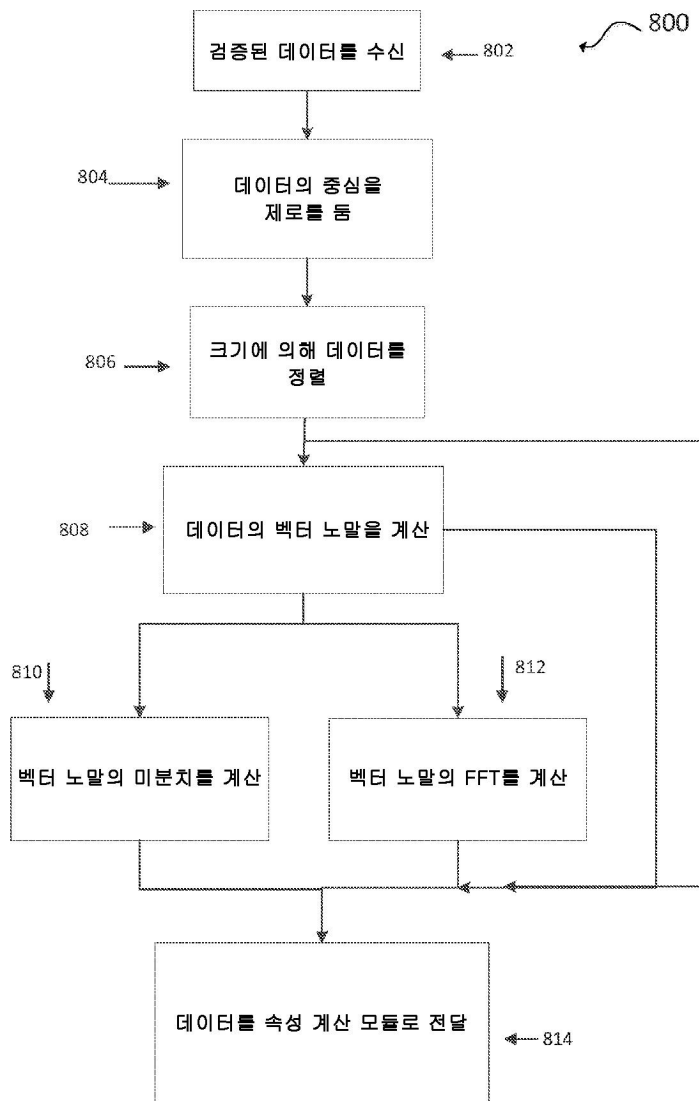 800
검증된 데이터를 수신
802
804
데이터의 중심을
제로를 둠
806
크기에 의해 데이터를
정렬
808
데이터의 벡터 노말을 계산
810
812
벡터 노말의 미분치를 계산
벡터 노말의 FFT를 계산
데이터를 속성 계산 모듈로 전달
814